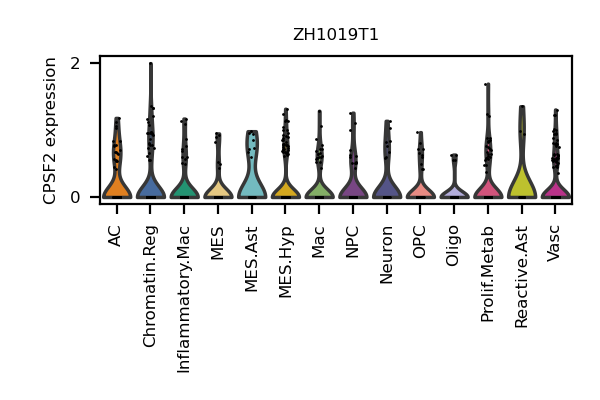 ZH1019T1
CPSF2 expression
2
0
AC
Chromatin.Reg
Inflammatory.Mac
MES
MES.Ast
MES.Hyp
Mac
NPC
Neuron
OPC
Oligo
Prolif.Metab
Reactive.Ast
Vasc